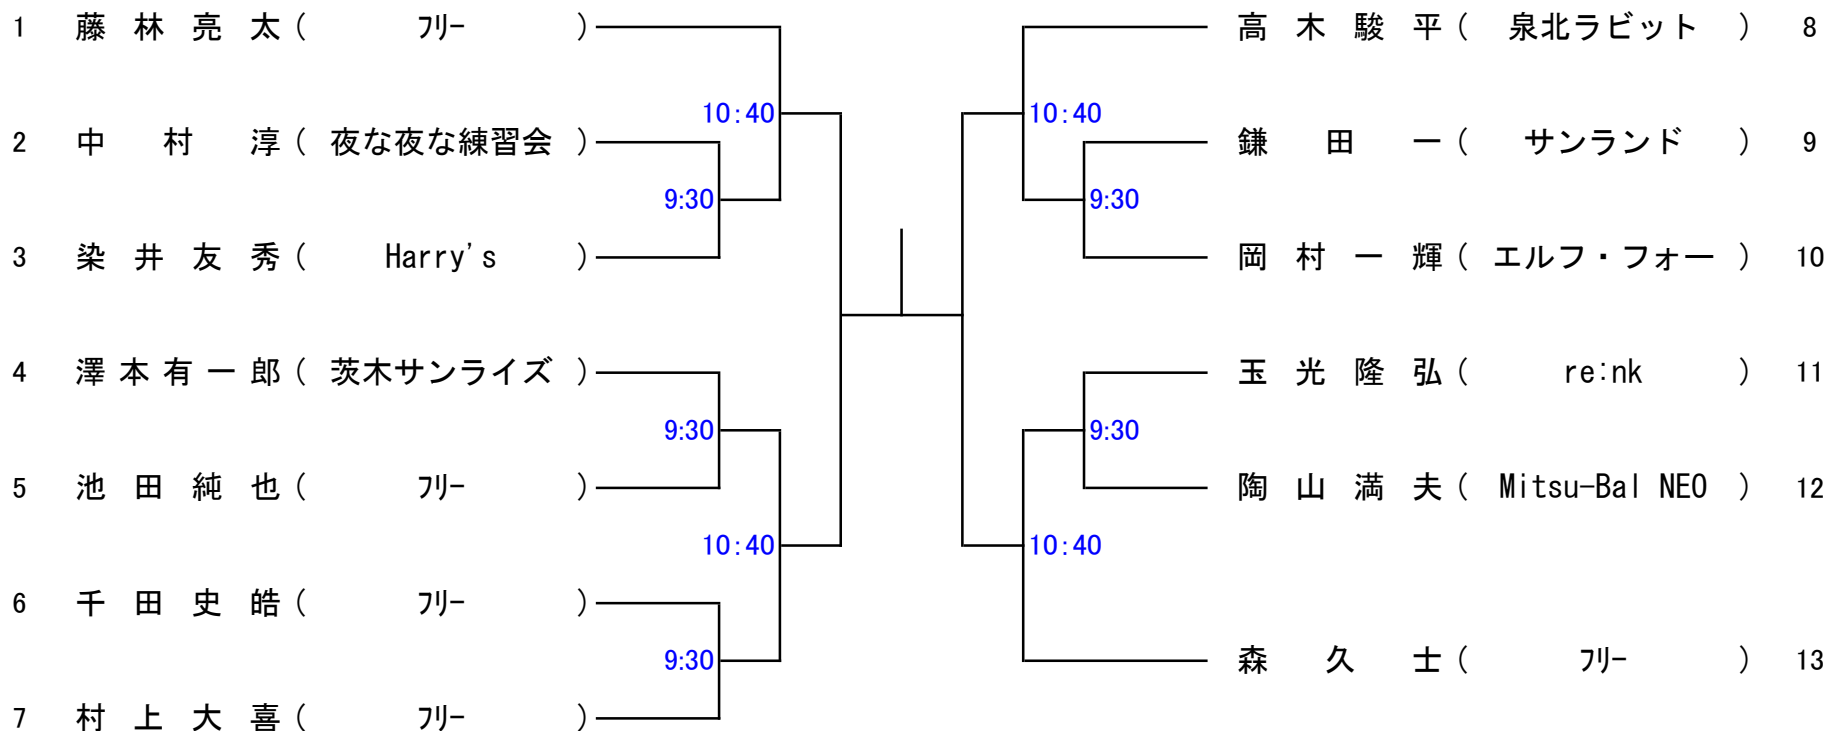 1 藤林亮太( フリー ) 高木駿平( 泉北ラビット ) 8
10:40 10:40
2 中村淳( 夜な夜な練習会 ) 鎌田一( サンランド ) 9
9:30 9:30
3 染井友秀( Harry's ) 岡村一輝( エルフ・フォー ) 10
4 澤本有一郎( 茨木サンライズ ) 玉光隆弘( re:nk ) 11
9:30 9:30
5 池田純也( フリー ) 陶山満夫( Mitsu-Bal NEO ) 12
10:40 10:40
6 千田史皓( フリー )
9:30 森久士( フリー ) 13
7 村上大喜( フリー )